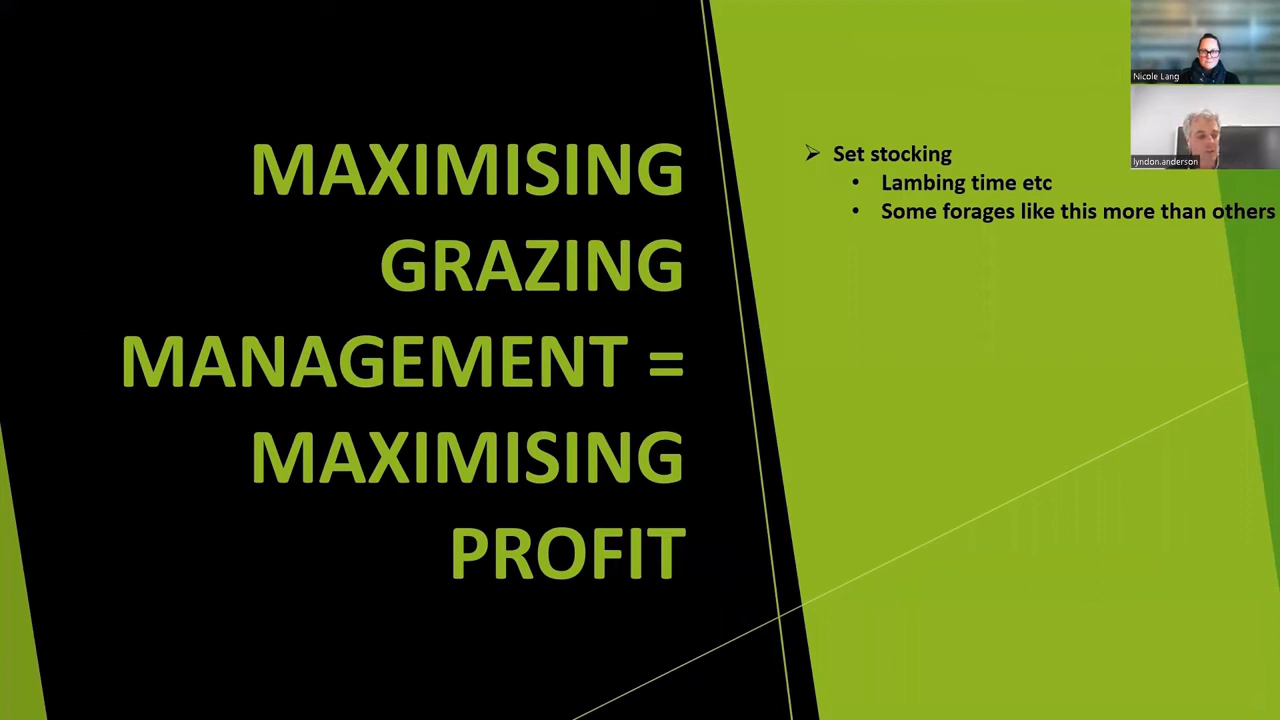 MAXIMISING
GRAZING
MANAGEMENT =
MAXIMISING
PROFIT
Set stocking
Lambing time etc
Some forages like this more than others
Nicole Lang
lyndon.anderson